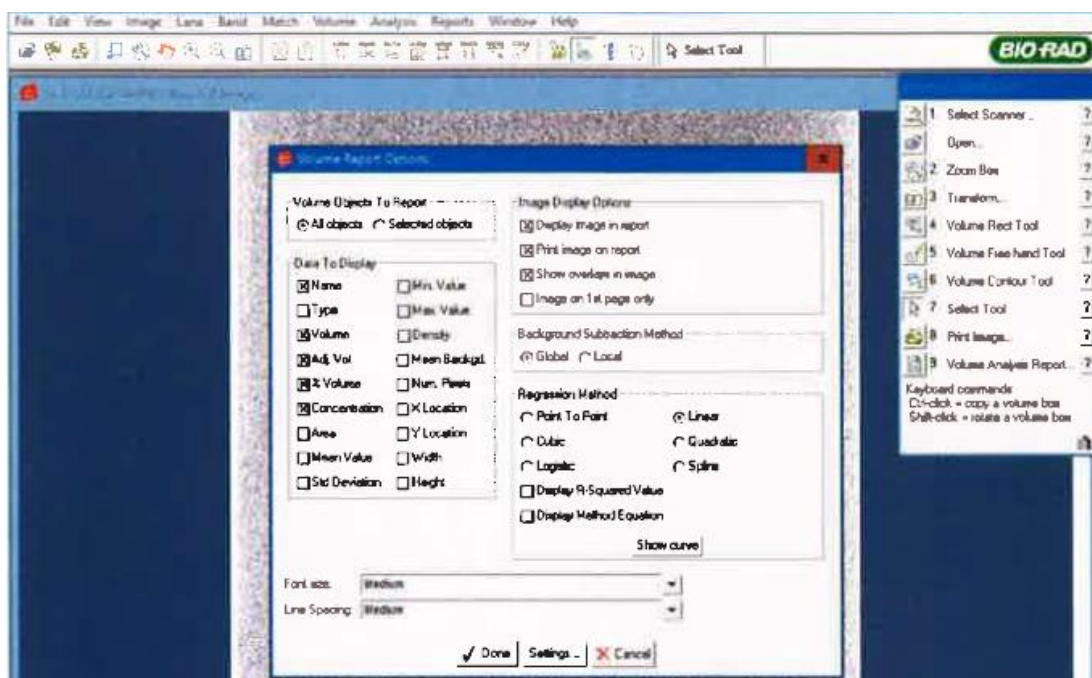 File Edit View Image Lane Band Match Volume Analysis Reports Window Help
Select Tool
BIO-RAD
Volume Report Options
Volume Objects To Report
All objects Selected objects
Data To Display
Name Min. Value
Type Max Value
Volume Density
Adj. Vol. Mean Backgd.
% Volume Num. Pixels
Concentration X Location
Area Y Location
Mean Value Width
Std Deviation Height
Image Display Options
Display image in report
Print image on report
Show overlays in image
Image on 1st page only
Background Subtraction Method
Global Local
Regression Method
Point To Point Linear
Cubic Quadratic
Logistic Spline
Display R-Squared Value
Display Method Equation
Show curve
Font size: Medium
Line Spacing: Medium
Done Settings... Cancel
1 Select Scanner... ?
Open... ?
2 Zoom Box ?
3 Transform... ?
4 Volume Rect Tool ?
5 Volume Freehand Tool ?
6 Volume Contour Tool ?
7 Select Tool ?
8 Print Image... ?
9 Volume Analysis Report... ?
Keyboard commands:
Ctrl-click = copy a volume box
Shift-click = rotate a volume box